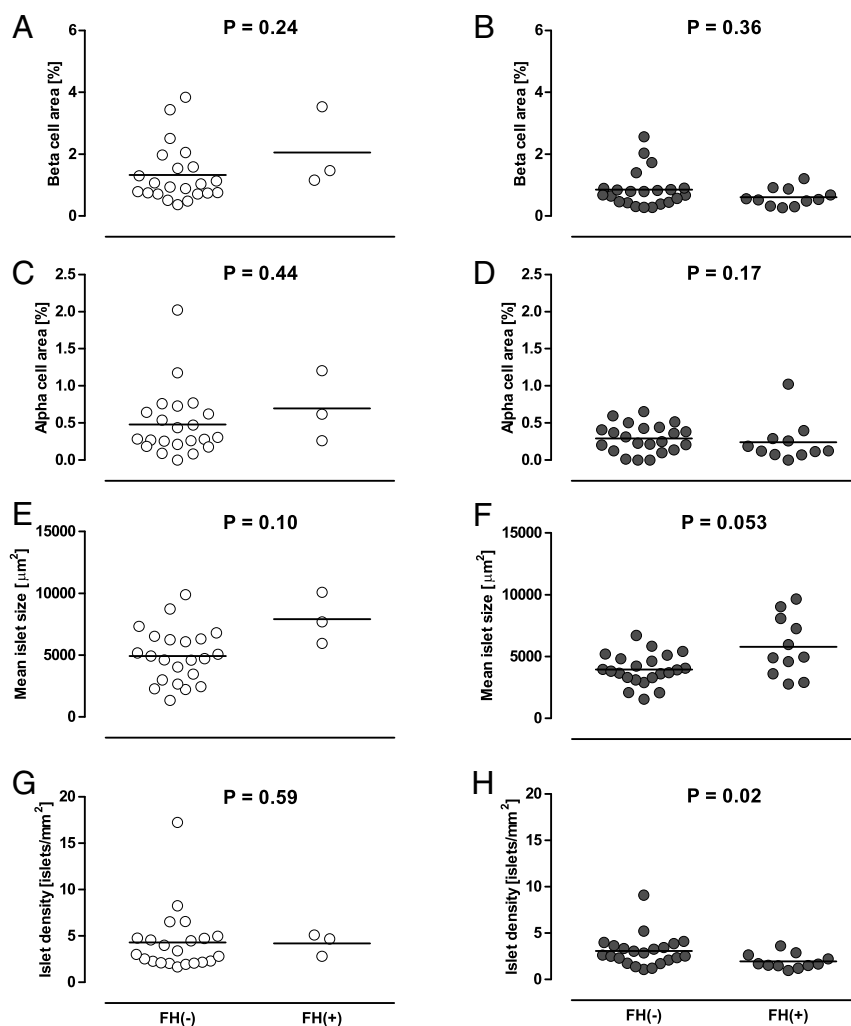 A
P = 0.24
Beta cell area [%]
6
4
2
0
B
P = 0.36
Beta cell area [%]
6
4
2
0
C
P = 0.44
Alpha cell area [%]
2.5
2.0
1.5
1.0
0.5
0.0
D
P = 0.17
Alpha cell area [%]
2.5
2.0
1.5
1.0
0.5
0.0
E
P = 0.10
Mean islet size [μm²]
15000
10000
5000
0
F
P = 0.053
Mean islet size [μm²]
15000
10000
5000
0
G
P = 0.59
Islet density [islets/mm²]
20
15
10
5
0
FH(-) FH(+)
H
P = 0.02
Islet density [islets/mm²]
20
15
10
5
0
FH(-) FH(+)